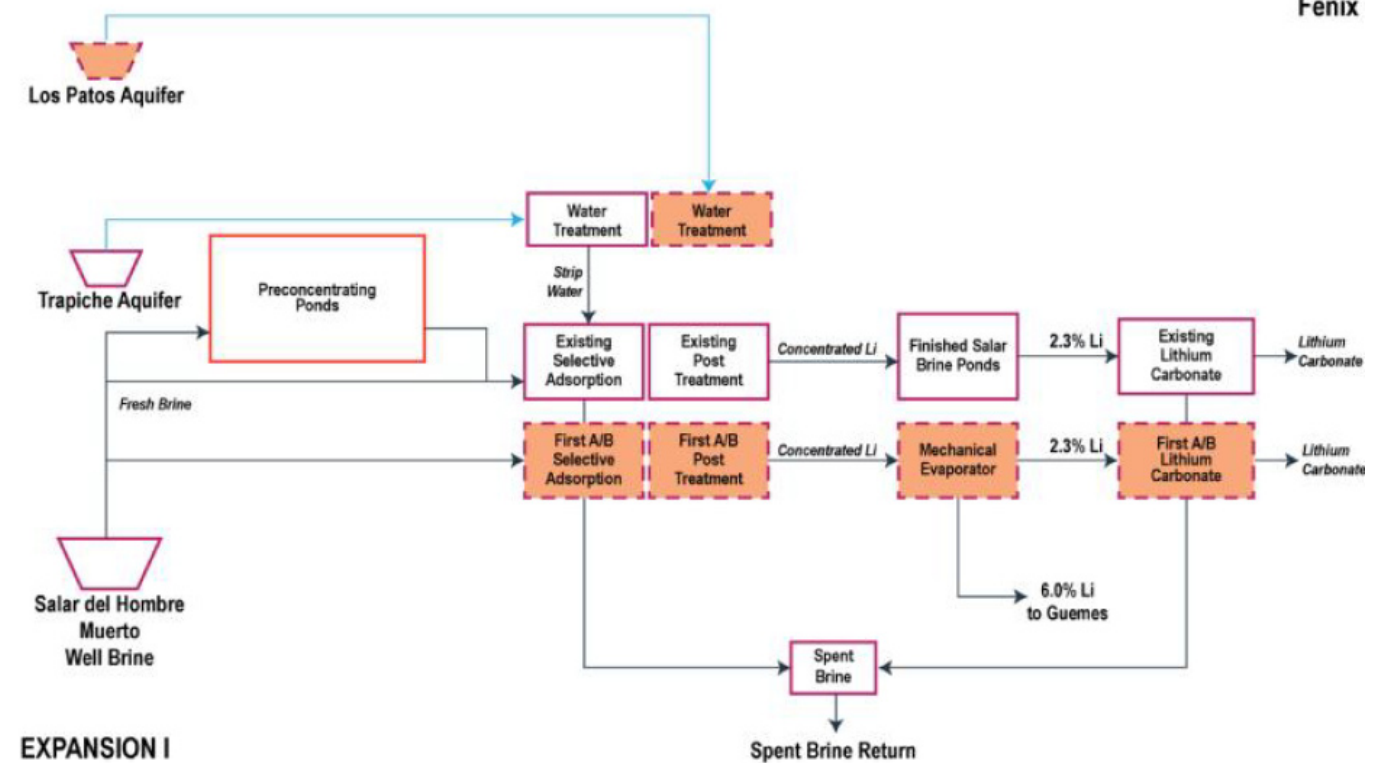 Fenix
Los Patos Aquifer
Water
Treatment
Water
Treatment
Strip
Water
Trapiche Aquifer
Preconcentrating
Ponds
Fresh Brine
Existing
Selective
Adsorption
Existing
Post
Treatment
Concentrated Li
Finished Salar
Brine Ponds
2.3% Li
Existing
Lithium
Carbonate
Lithium
Carbonate
First A/B
Selective
Adsorption
First A/B
Post
Treatment
Concentrated Li
Mechanical
Evaporator
2.3% Li
First A/B
Lithium
Carbonate
Lithium
Carbonate
6.0% Li
to Guemes
Salar del Hombre
Muerto
Well Brine
Spent
Brine
Spent Brine Return
EXPANSION I